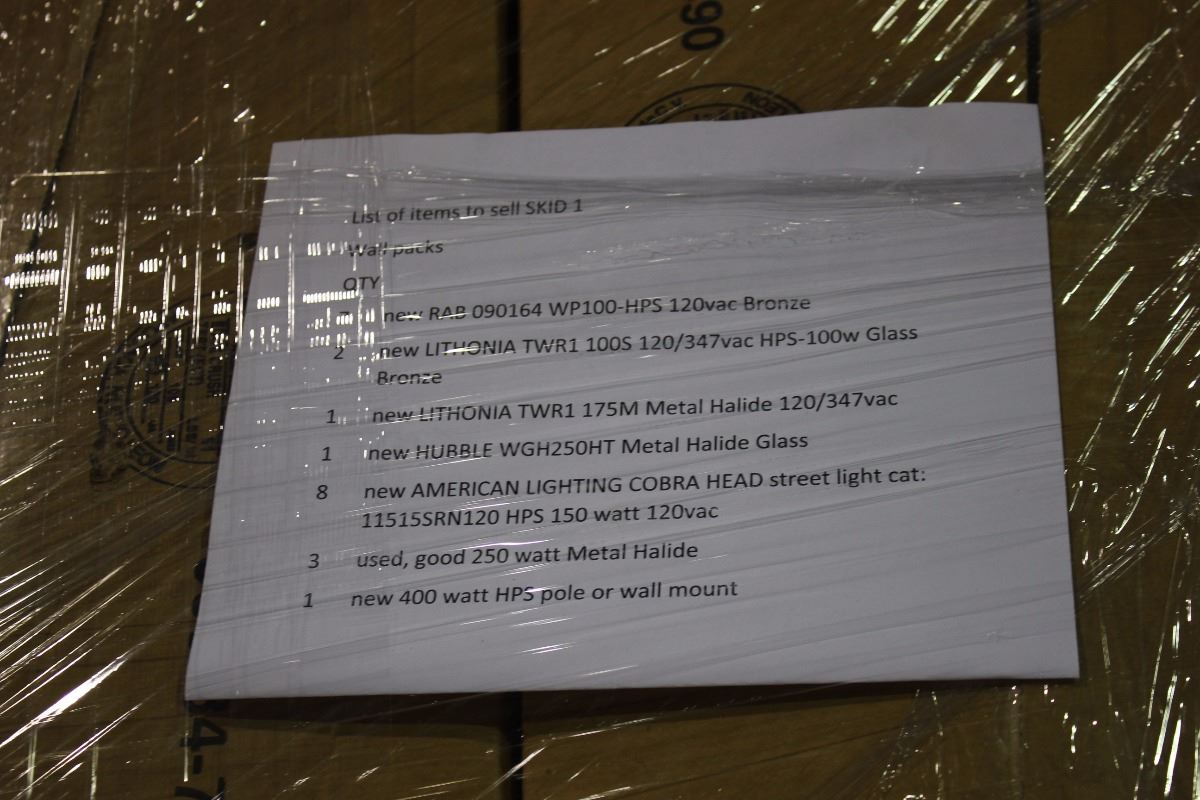 90
List of items to sell SKID 1
Wall packs
QTY
new RAB 090164 WP100-HPS 120vac Bronze
2 new LITHONIA TWR1 100S 120/347vac HPS-100w Glass
Bronze
1 new LITHONIA TWR1 175M Metal Halide 120/347vac
1 new HUBBLE WGH250HT Metal Halide Glass
8 new AMERICAN LIGHTING COBRA HEAD street light cat:
11515SRN120 HPS 150 watt 120vac
3 used, good 250 watt Metal Halide
1 new 400 watt HPS pole or wall mount